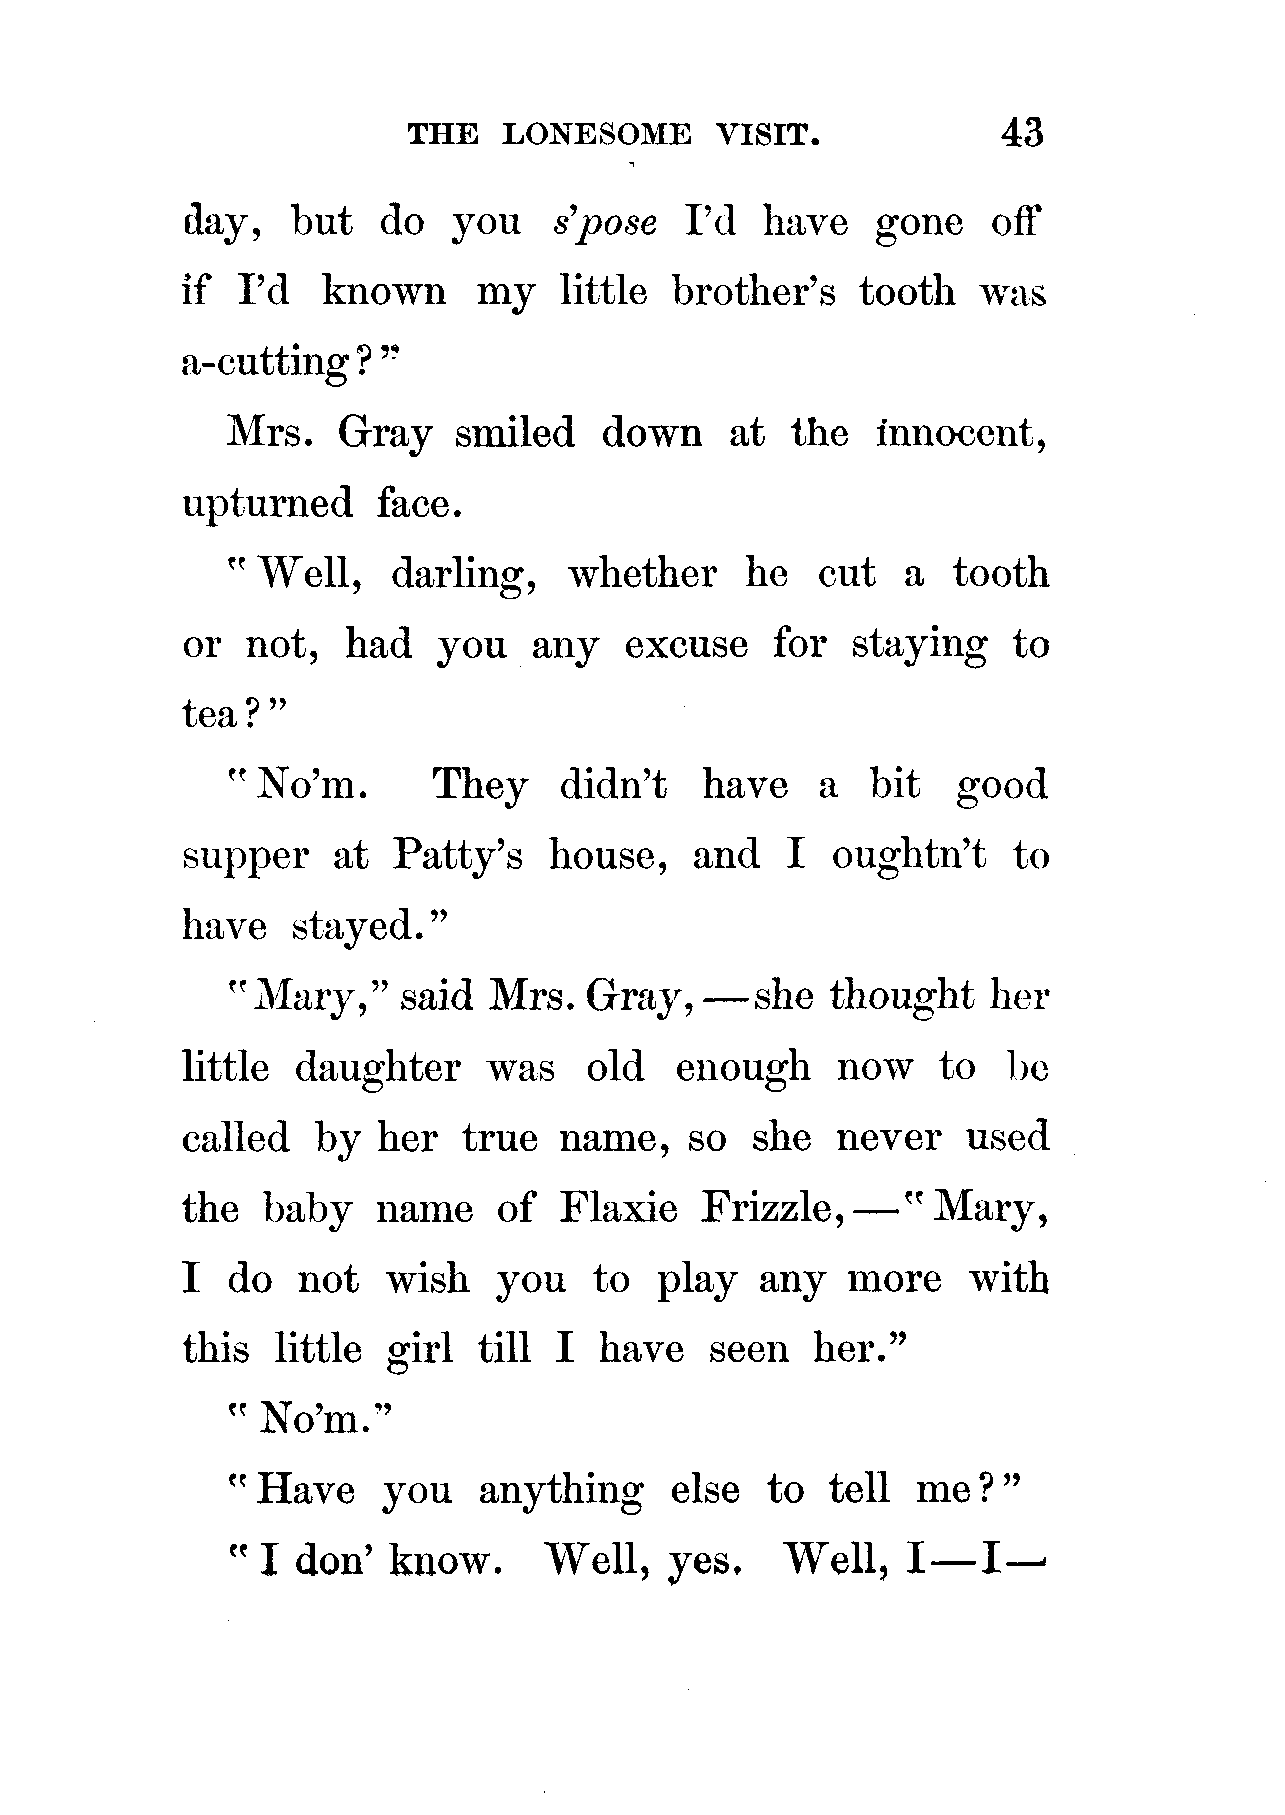 THE LONESOME VISIT. 43
day, but do you s'pose I'd have gone off
if I'd known my little brother's tooth was
a-cutting?"
Mrs. Gray smiled down at the innocent,
upturned face.
"Well, darling, whether he cut a tooth
or not, had you any excuse for staying to
tea?"
"No'm. They didn't have a bit good
supper at Patty's house, and I oughtn't to
have stayed."
"Mary," said Mrs. Gray,—she thought her
little daughter was old enough now to be
called by her true name, so she never used
the baby name of Flaxie Frizzle,—"Mary,
I do not wish you to play any more with
this little girl till I have seen her."
"No'm."
"Have you anything else to tell me?"
"I don' know. Well, yes. Well, I—I—